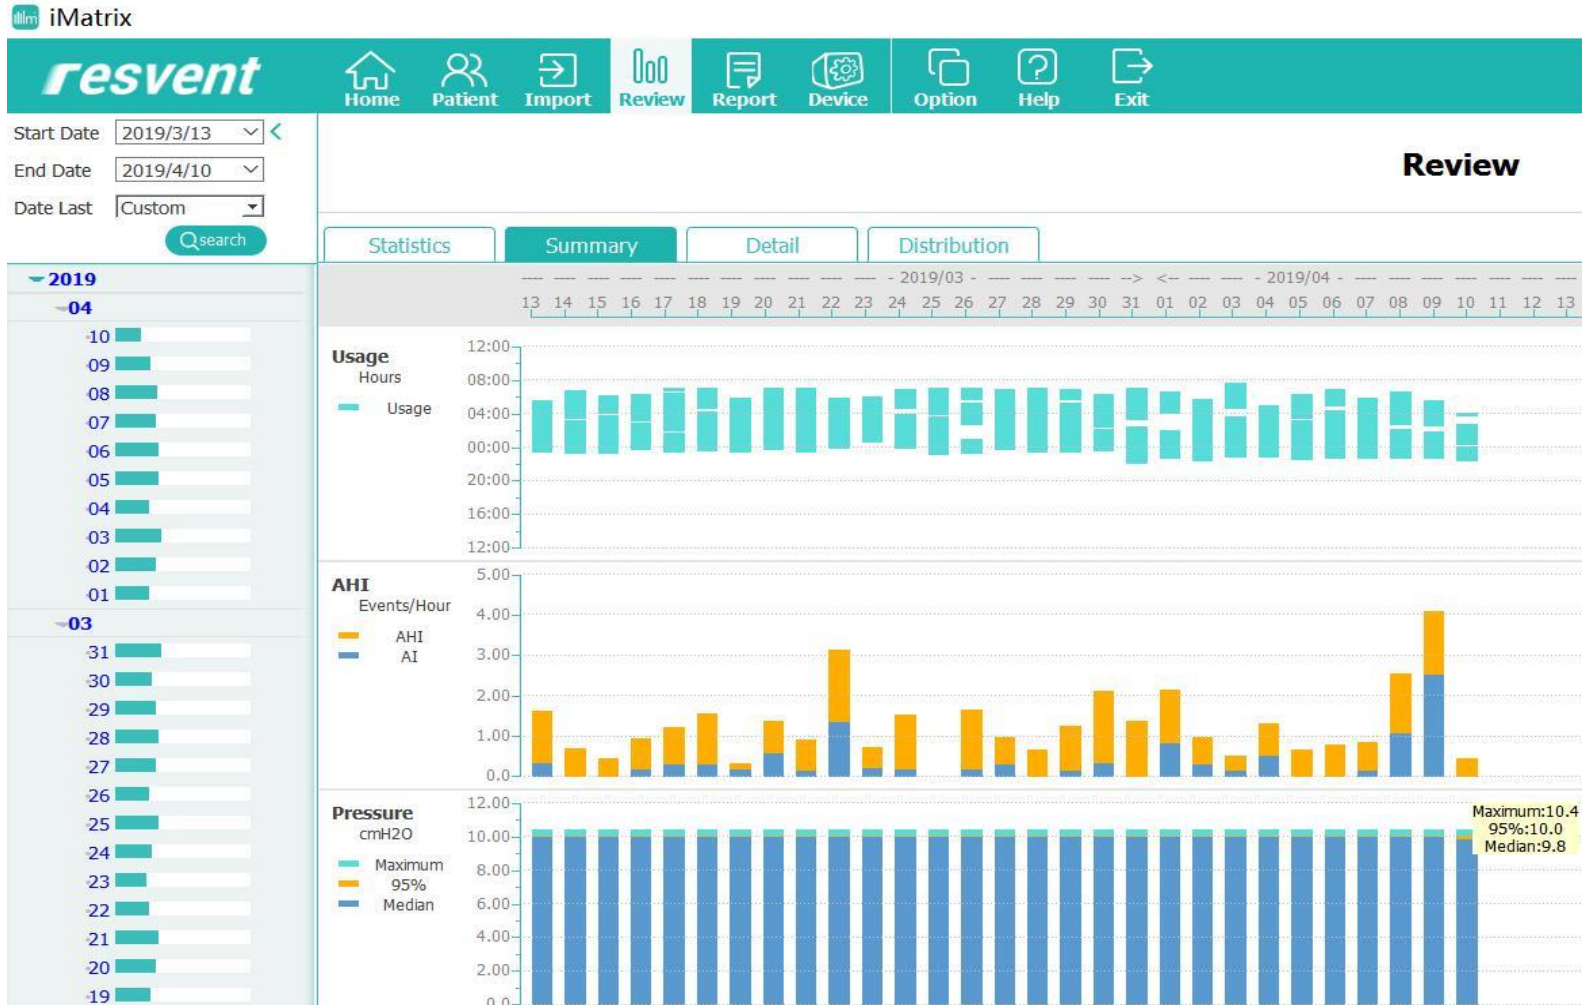 iMatrix
resvent
Home Patient Import Review Report Device Option Help Exit
Start Date 2019/3/13
End Date 2019/4/10
Date Last Custom
search
Review
Statistics Summary Detail Distribution
2019
04
10
09
08
07
06
05
04
03
02
01
03
31
30
29
28
27
26
25
24
23
22
21
20
19
---- ---- ---- ---- ---- ---- ---- ---- ---- ---- ---- - 2019/03 - ---- ---- ---- ---- --> <-- ---- ---- - 2019/04 - ---- ---- ---- ---- ---- ---- ----
13 14 15 16 17 18 19 20 21 22 23 24 25 26 27 28 29 30 31 01 02 03 04 05 06 07 08 09 10 11 12 13
Usage
Hours
Usage
12:00
08:00
04:00
00:00
20:00
16:00
12:00
AHI
Events/Hour
AHI
AI
5.00
4.00
3.00
2.00
1.00
0.0
Pressure
cmH2O
Maximum
95%
Median
12.00
10.00
8.00
6.00
4.00
2.00
0.0
Maximum:10.4
95%:10.0
Median:9.8